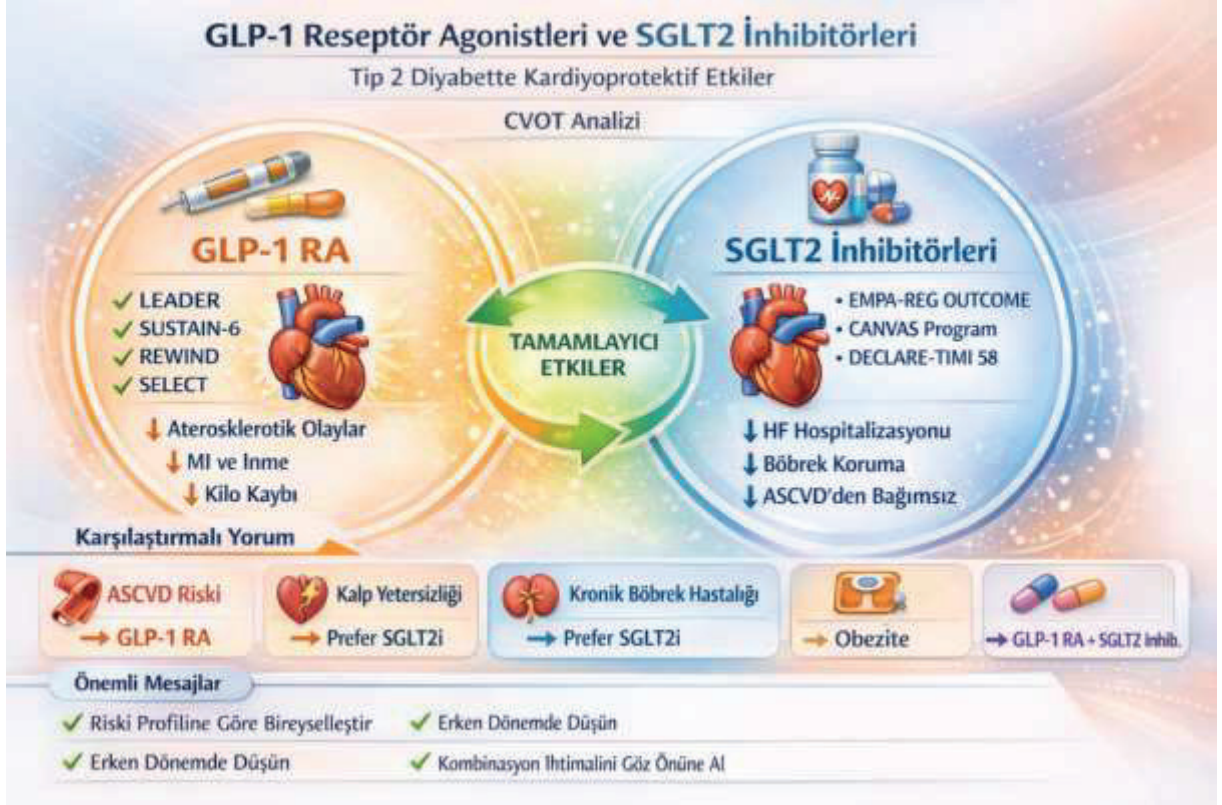 GLP-1 Reseptör Agonistleri ve SGLT2 İnhibitörleri
Tip 2 Diyabette Kardiyoprotektif Etkiler
CVOT Analizi
GLP-1 RA
✓ LEADER
✓ SUSTAIN-6
✓ REWIND
✓ SELECT
↓ Aterosklerotik Olaylar
↓ MI ve Inme
↓ Kilo Kaybı
TAMAMLAYICI
ETKILER
SGLT2 İnhibitörleri
• EMPA-REG OUTCOME
• CANVAS Program
• DECLARE-TIMI 58
↓ HF Hospitalizasyonu
↓ Böbrek Koruma
↓ ASCVD'den Bağımsız
Karşılaştırmalı Yorum
ASCVD Riski
→ GLP-1 RA
Kalp Yetersizliği
→ Prefer SGLT2i
Kronik Böbrek Hastalığı
→ Prefer SGLT2i
→ Obezite
→ GLP-1 RA + SGLT2 Inhib.
Önemli Mesajlar
✓ Riski Profiline Göre Bireyselleştir
✓ Erken Dönemde Düşün
✓ Erken Dönemde Düşün
✓ Kombinasyon Ihtimalini Göz Önüne Al